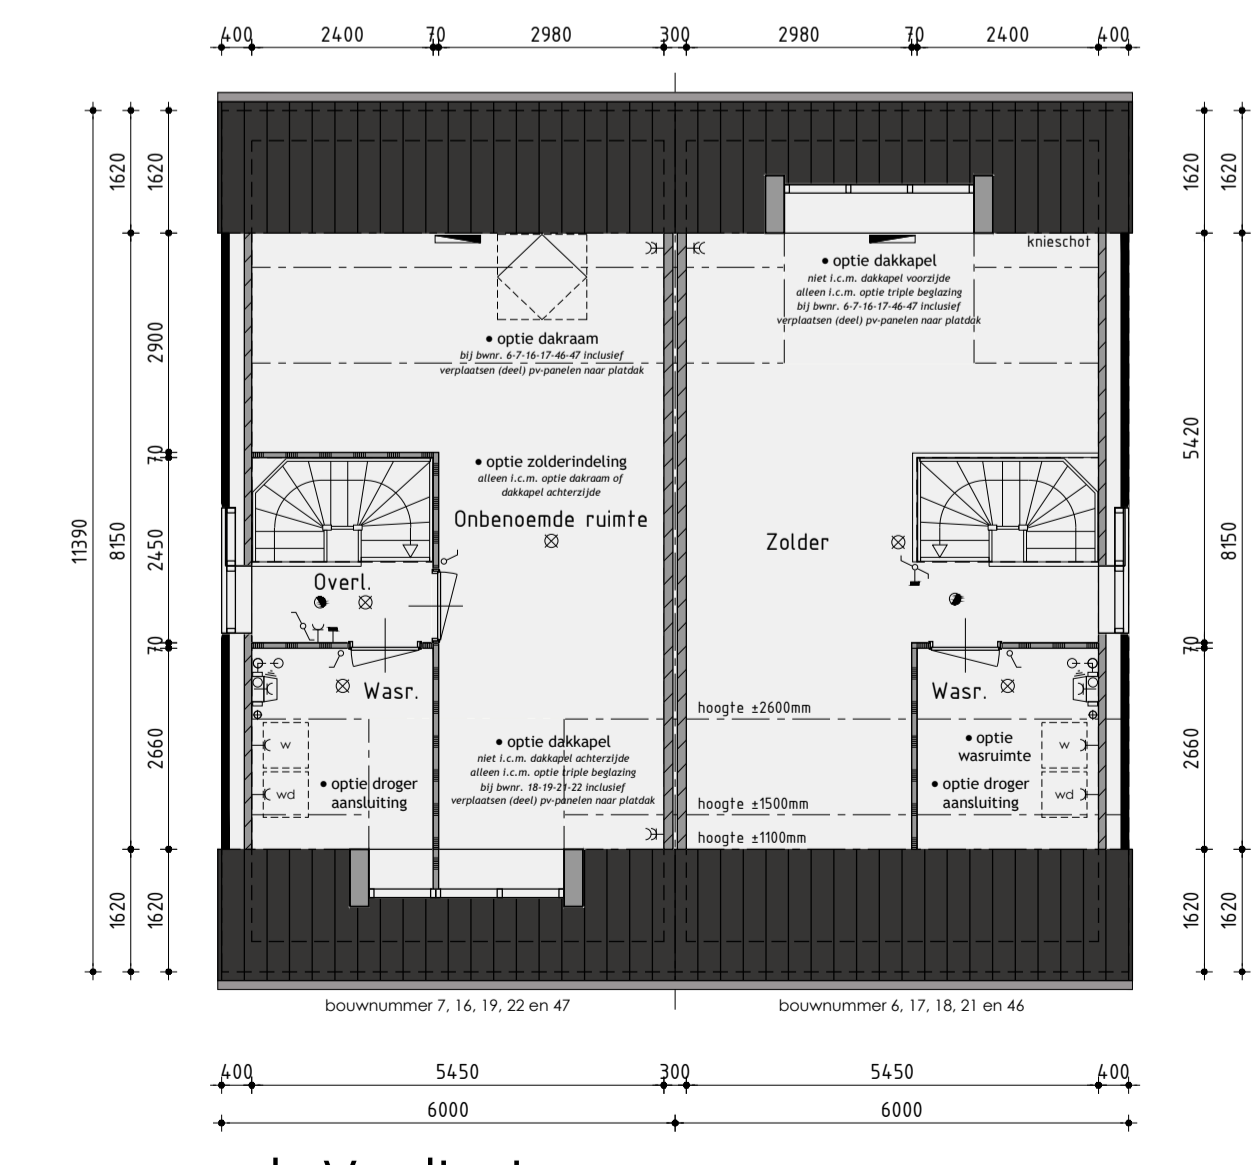 400 2400 70 2980 300 2980 70 2400 400
1620 1620 1620 1620
knieschot
• optie dakkapel
niet i.c.m. dakkapel voorzijde
alleen i.c.m. optie triple beglazing
bij bwnr. 6-7-16-17-46-47 inclusief
verplaatsen (deel) pv-panelen naar platdak
• optie dakraam
bij bwnr. 6-7-16-17-46-47 inclusief
verplaatsen (deel) pv-panelen naar platdak
2900
70
5420
• optie zolderindeling
alleen i.c.m. optie dakraam of
dakkapel achterzijde
Onbenoemde ruimte
Zolder
11390 8150 2450 8150
Overl.
70 70
Wasr. Wasr.
hoogte ±2600mm
2660 2660
w w
wd wd
• optie droger
aansluiting
• optie dakkapel
niet i.c.m. dakkapel achterzijde
alleen i.c.m. optie triple beglazing
bij bwnr. 18-19-21-22 inclusief
verplaatsen (deel) pv-panelen naar platdak
• optie
wasruimte
• optie droger
aansluiting
hoogte ±1500mm
hoogte ±1100mm
1620 1620 1620 1620
bouwnummer 7, 16, 19, 22 en 47
bouwnummer 6, 17, 18, 21 en 46
400 5450 300 5450 400
6000 6000